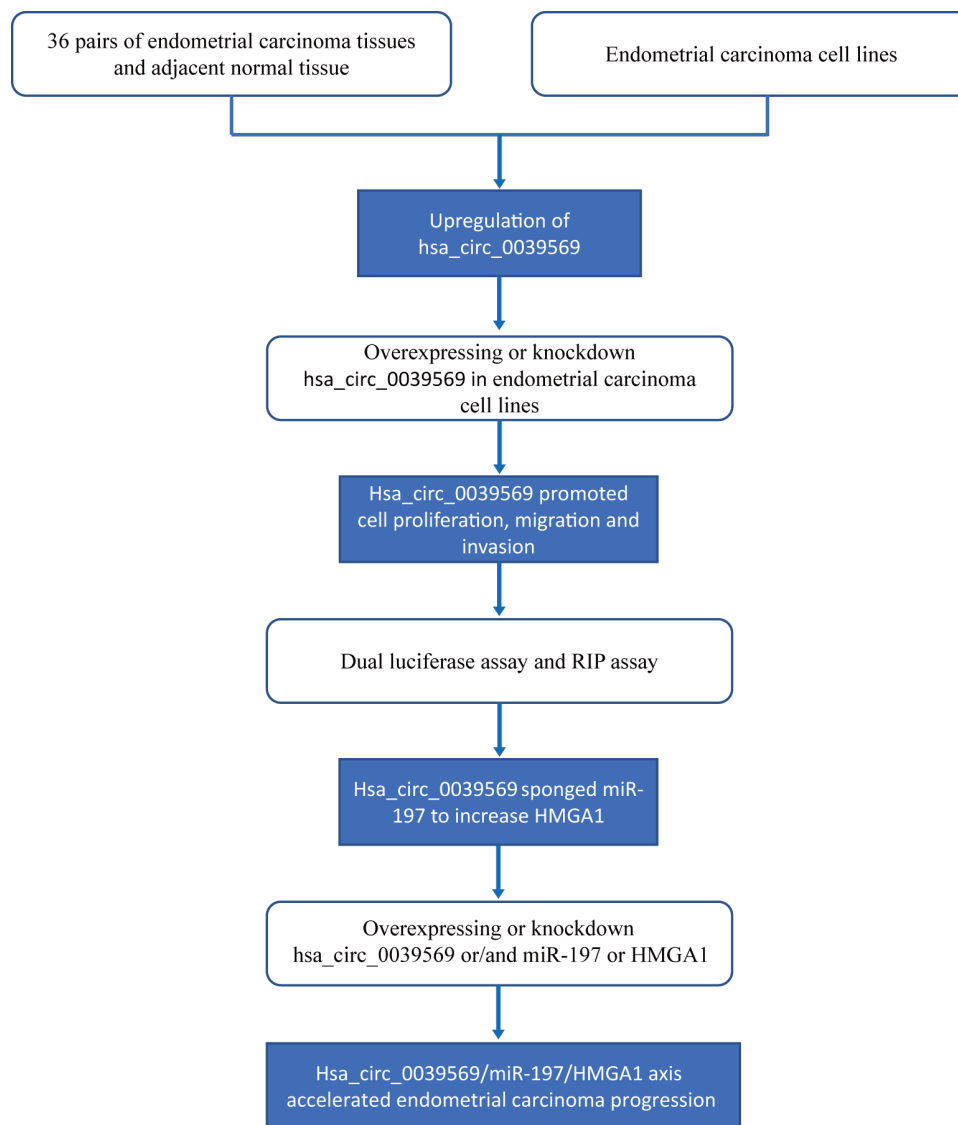 36 pairs of endometrial carcinoma tissues
and adjacent normal tissue
Endometrial carcinoma cell lines
Upregulation of
hsa_circ_0039569
Overexpressing or knockdown
hsa_circ_0039569 in endometrial carcinoma
cell lines
Hsa_circ_0039569 promoted
cell proliferation, migration and
invasion
Dual luciferase assay and RIP assay
Hsa_circ_0039569 sponged miR-
197 to increase HMGA1
Overexpressing or knockdown
hsa_circ_0039569 or/and miR-197 or HMGA1
Hsa_circ_0039569/miR-197/HMGA1 axis
accelerated endometrial carcinoma progression